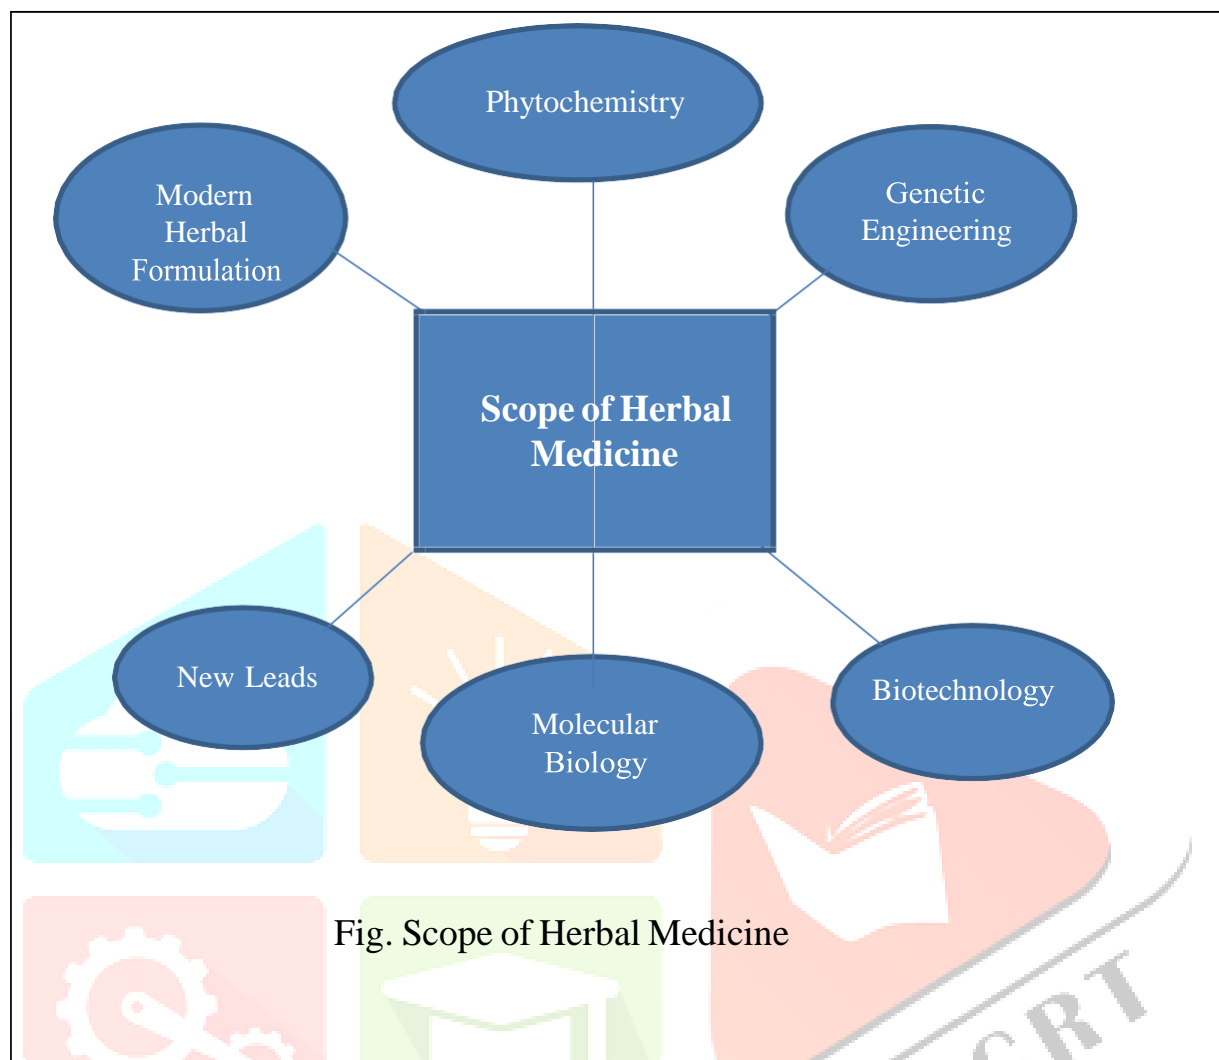 Phytochemistry
Modern
Herbal
Formulation
Genetic
Engineering
Scope of Herbal
Medicine
New Leads
Molecular
Biology
Biotechnology
Fig. Scope of Herbal Medicine